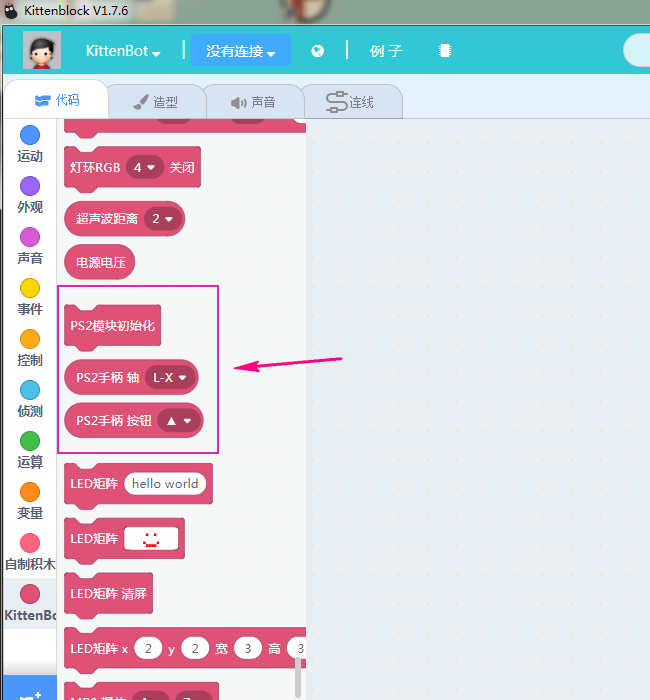 Kittenblock V1.7.6
KittenBot 没有连接 例子
代码 造型 声音 连线
运动
外观
声音
事件
控制
侦测
运算
变量
自制积木
KittenBo
灯环RGB 4 关闭
超声波距离 2
电源电压
PS2模块初始化
PS2手柄 轴 L-X
PS2手柄 按钮 ▲
LED矩阵 hello world
LED矩阵
LED矩阵 清屏
LED矩阵 x 2 y 2 宽 3 高 3